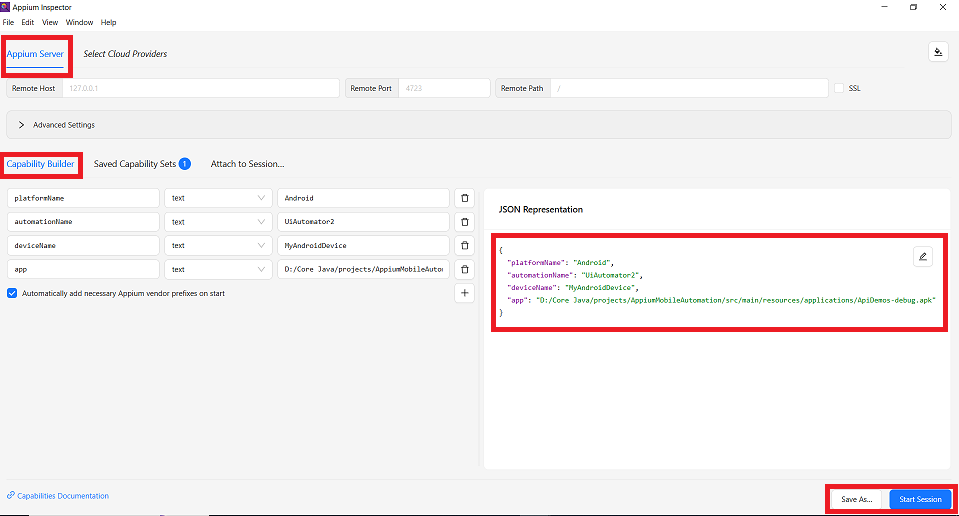 Appium Inspector
File Edit View Window Help
Appium Server Select Cloud Providers
Remote Host 127.0.0.1 Remote Port 4723 Remote Path / SSL
Advanced Settings
Capability Builder Saved Capability Sets 1 Attach to Session...
platformName text Android
automationName text UiAutomator2
deviceName text MyAndroidDevice
app text D:/Core Java/projects/AppiumMobileAuto
Automatically add necessary Appium vendor prefixes on start
JSON Representation
{
"platformName": "Android",
"automationName": "UiAutomator2",
"deviceName": "MyAndroidDevice",
"app": "D:/Core Java/projects/AppiumMobileAutomation/src/main/resources/applications/ApiDemos-debug.apk"
}
Capabilities Documentation
Save As... Start Session